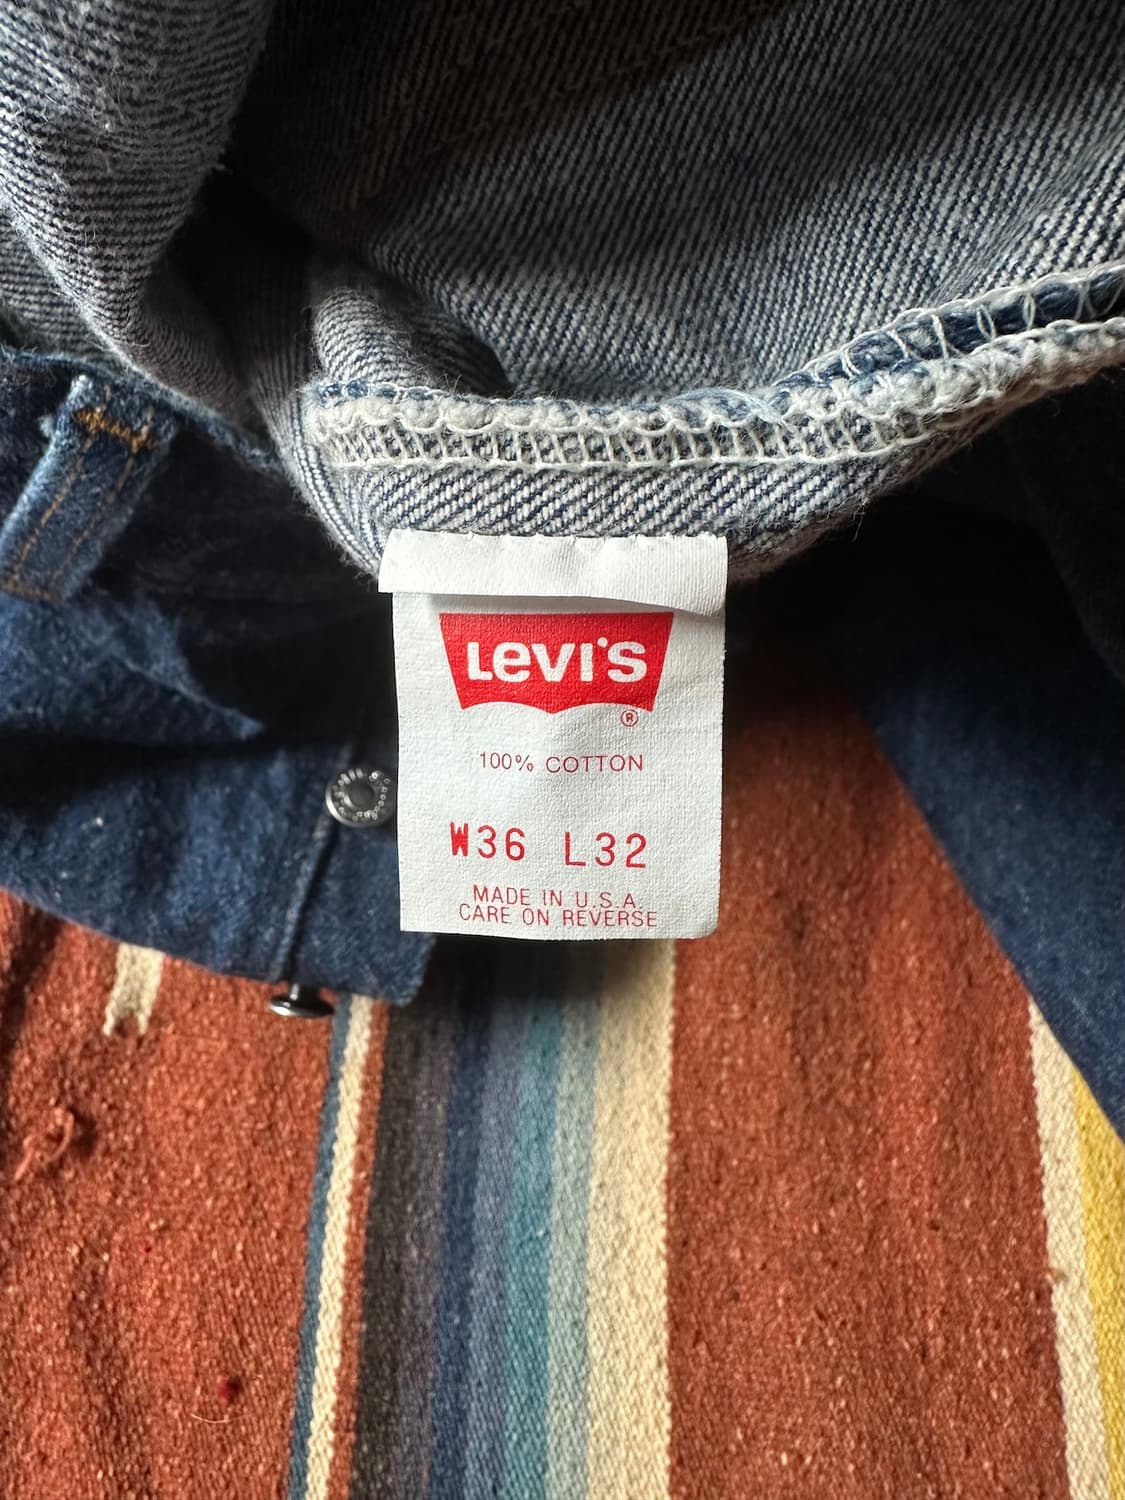 LEVI'S
®
100% COTTON
W36 L32
MADE IN U.S.A.
CARE ON REVERSE